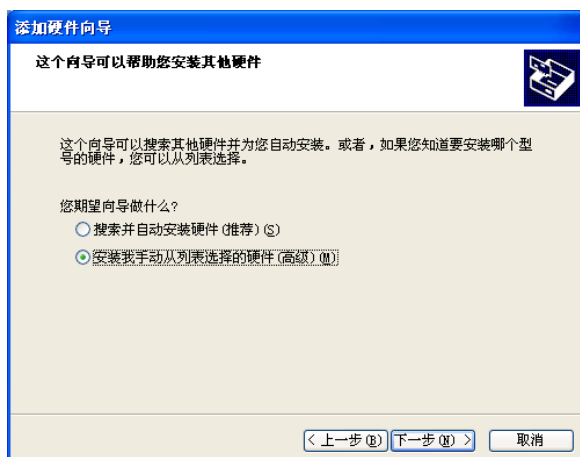 添加硬件向导
这个向导可以帮助您安装其他硬件
这个向导可以搜索其他硬件并为您自动安装。或者，如果您知道要安装哪个型
号的硬件，您可以从列表选择。
您期望向导做什么?
搜索并自动安装硬件(推荐)(S)
安装我手动从列表选择的硬件(高级)(M)
< 上一步(B) 下一步(N) > 取消